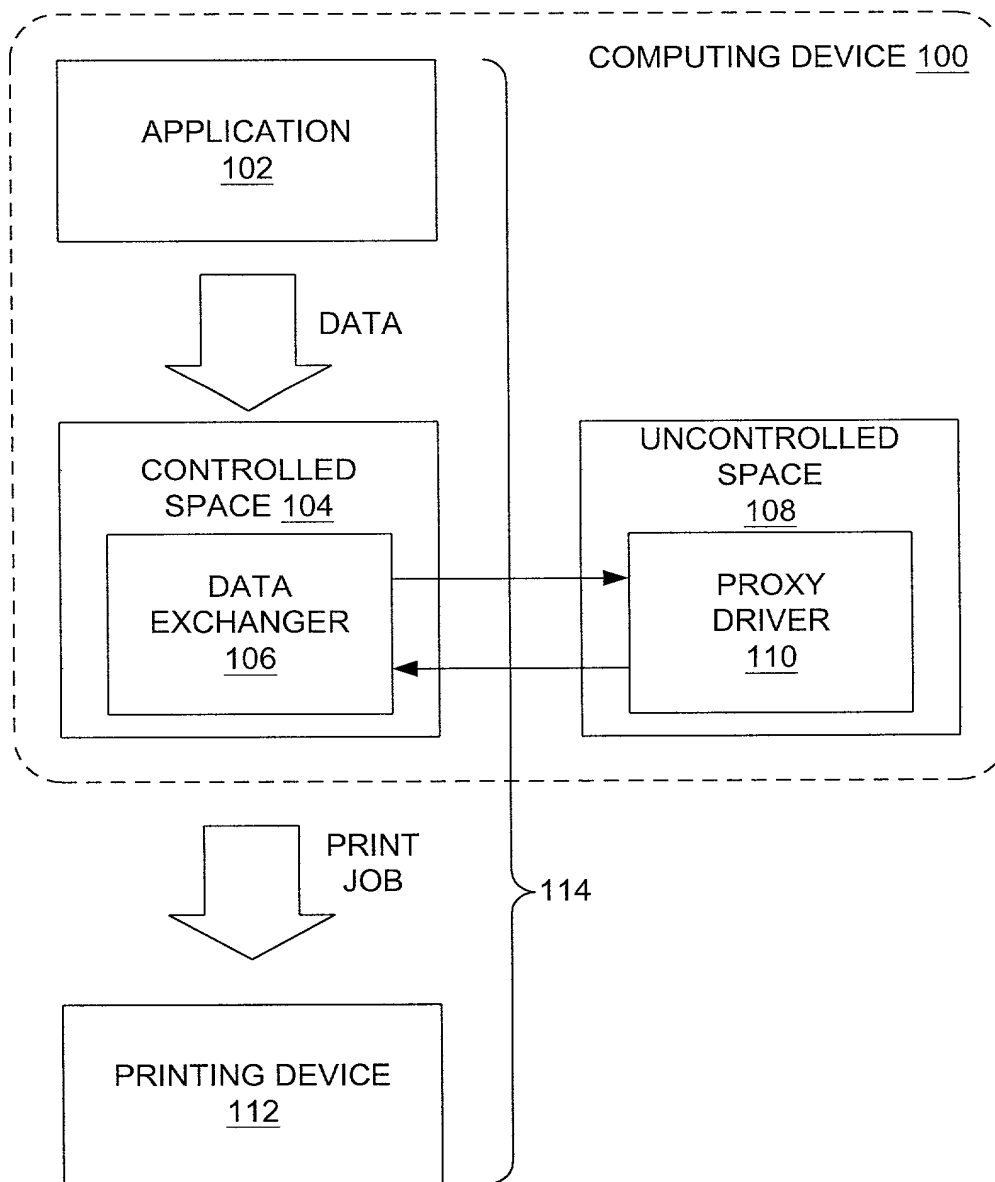 COMPUTING DEVICE 100
APPLICATION
102
DATA
CONTROLLED
SPACE 104
DATA
EXCHANGER
106
UNCONTROLLED
SPACE
108
PROXY
DRIVER
110
PRINT
JOB
114
PRINTING DEVICE
112